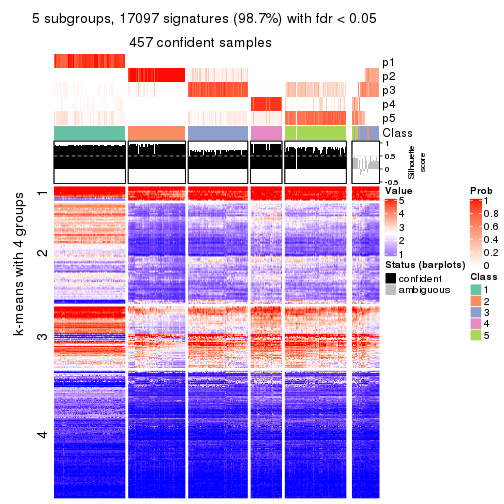 5 subgroups, 17097 signatures (98.7%) with fdr < 0.05
457 confident samples
p1
p2
p3
p4
p5
Class
1
0.5
0
-0.5
Silhouette
score
k-means with 4 groups
1
2
3
4
Value
5
4
3
2
1
Status (barplots)
confident
ambiguous
Prob
1
0.8
0.6
0.4
0.2
0
Class
1
2
3
4
5